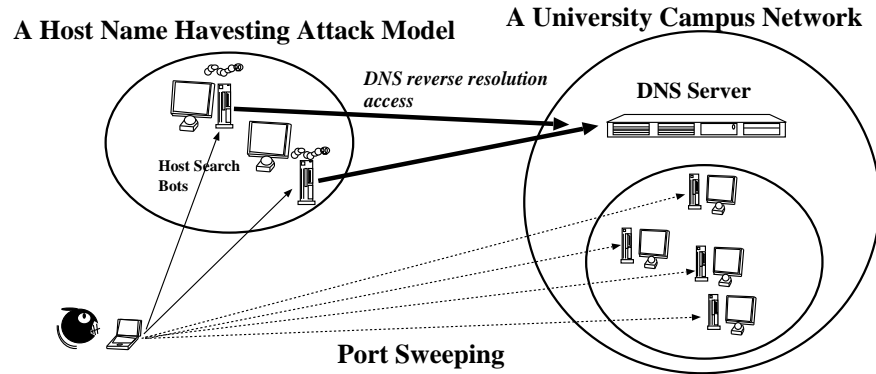 A Host Name Havesting Attack Model
A University Campus Network
DNS reverse resolution
access
DNS Server
Host Search
Bots
Port Sweeping